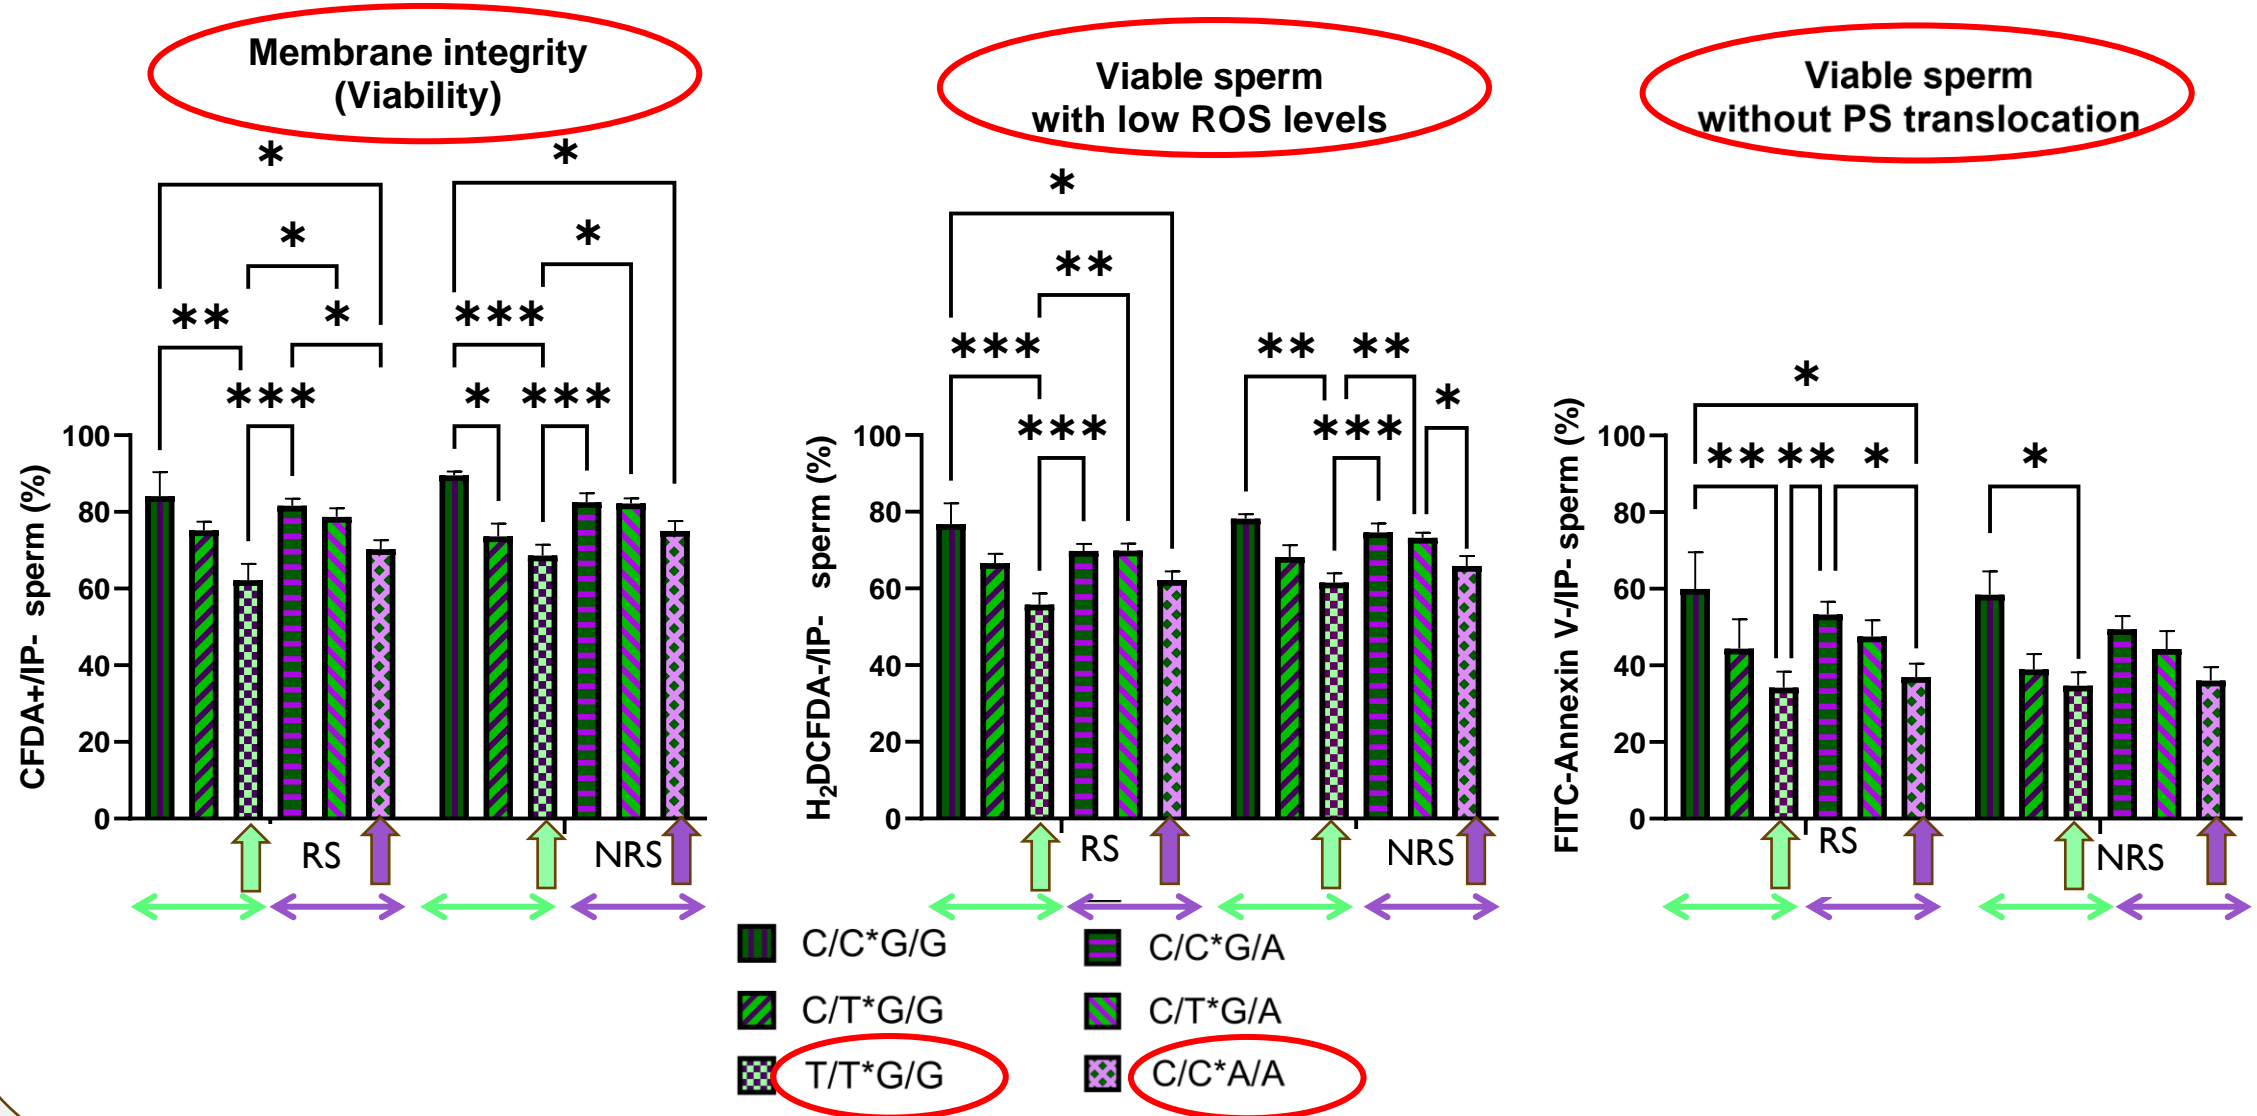 Membrane integrity
(Viability)
*
*
*
*
**
*
***
***
*
***
100
80
60
40
20
0
CFDA+/IP- sperm (%)
RS
NRS
Viable sperm
with low ROS levels
*
**
***
**
**
*
***
***
100
80
60
40
20
0
H₂DCFDA-/IP- sperm (%)
RS
NRS
Viable sperm
without PS translocation
*
**
**
*
*
100
80
60
40
20
0
FITC-Annexin V-/IP- sperm (%)
RS
NRS
C/C*G/G
C/T*G/G
T/T*G/G
C/C*G/A
C/T*G/A
C/C*A/A